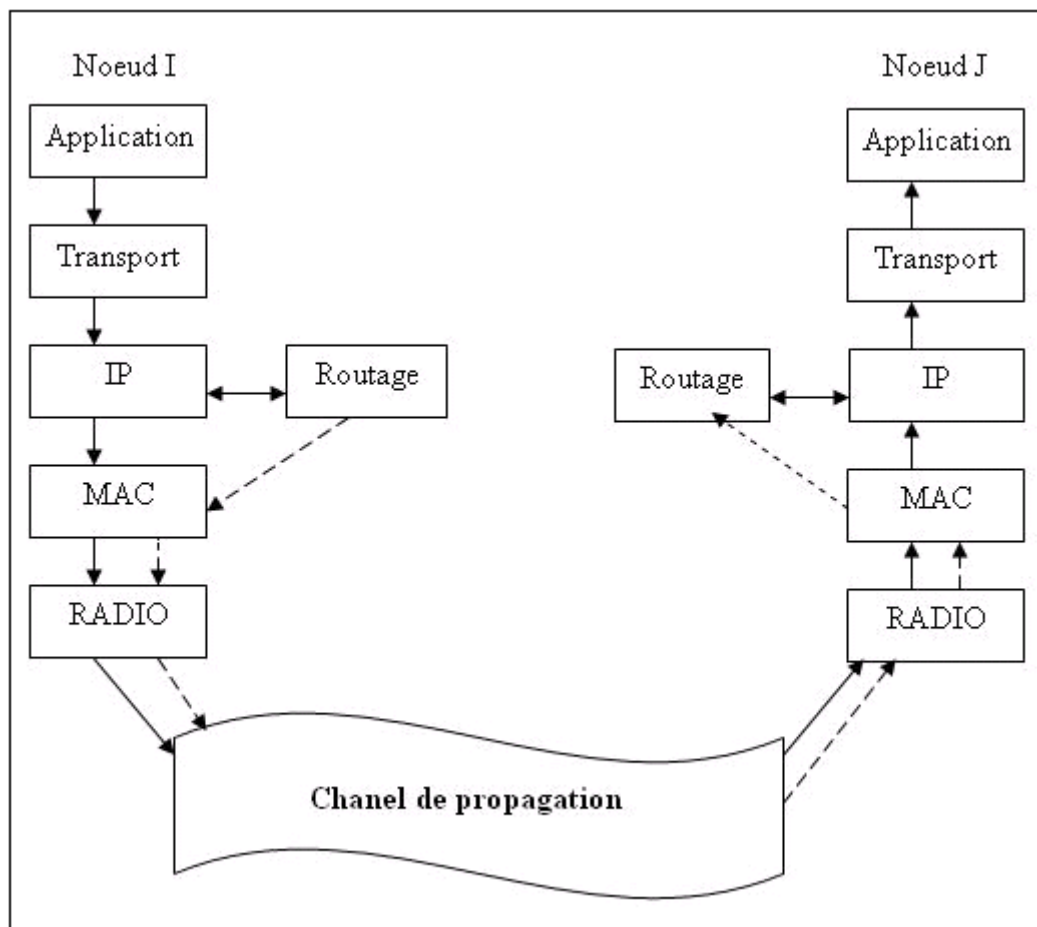 Noeud I
Noeud J
Application
Application
Transport
Transport
IP
Routage
Routage
IP
MAC
MAC
RADIO
RADIO
Chanel de propagation